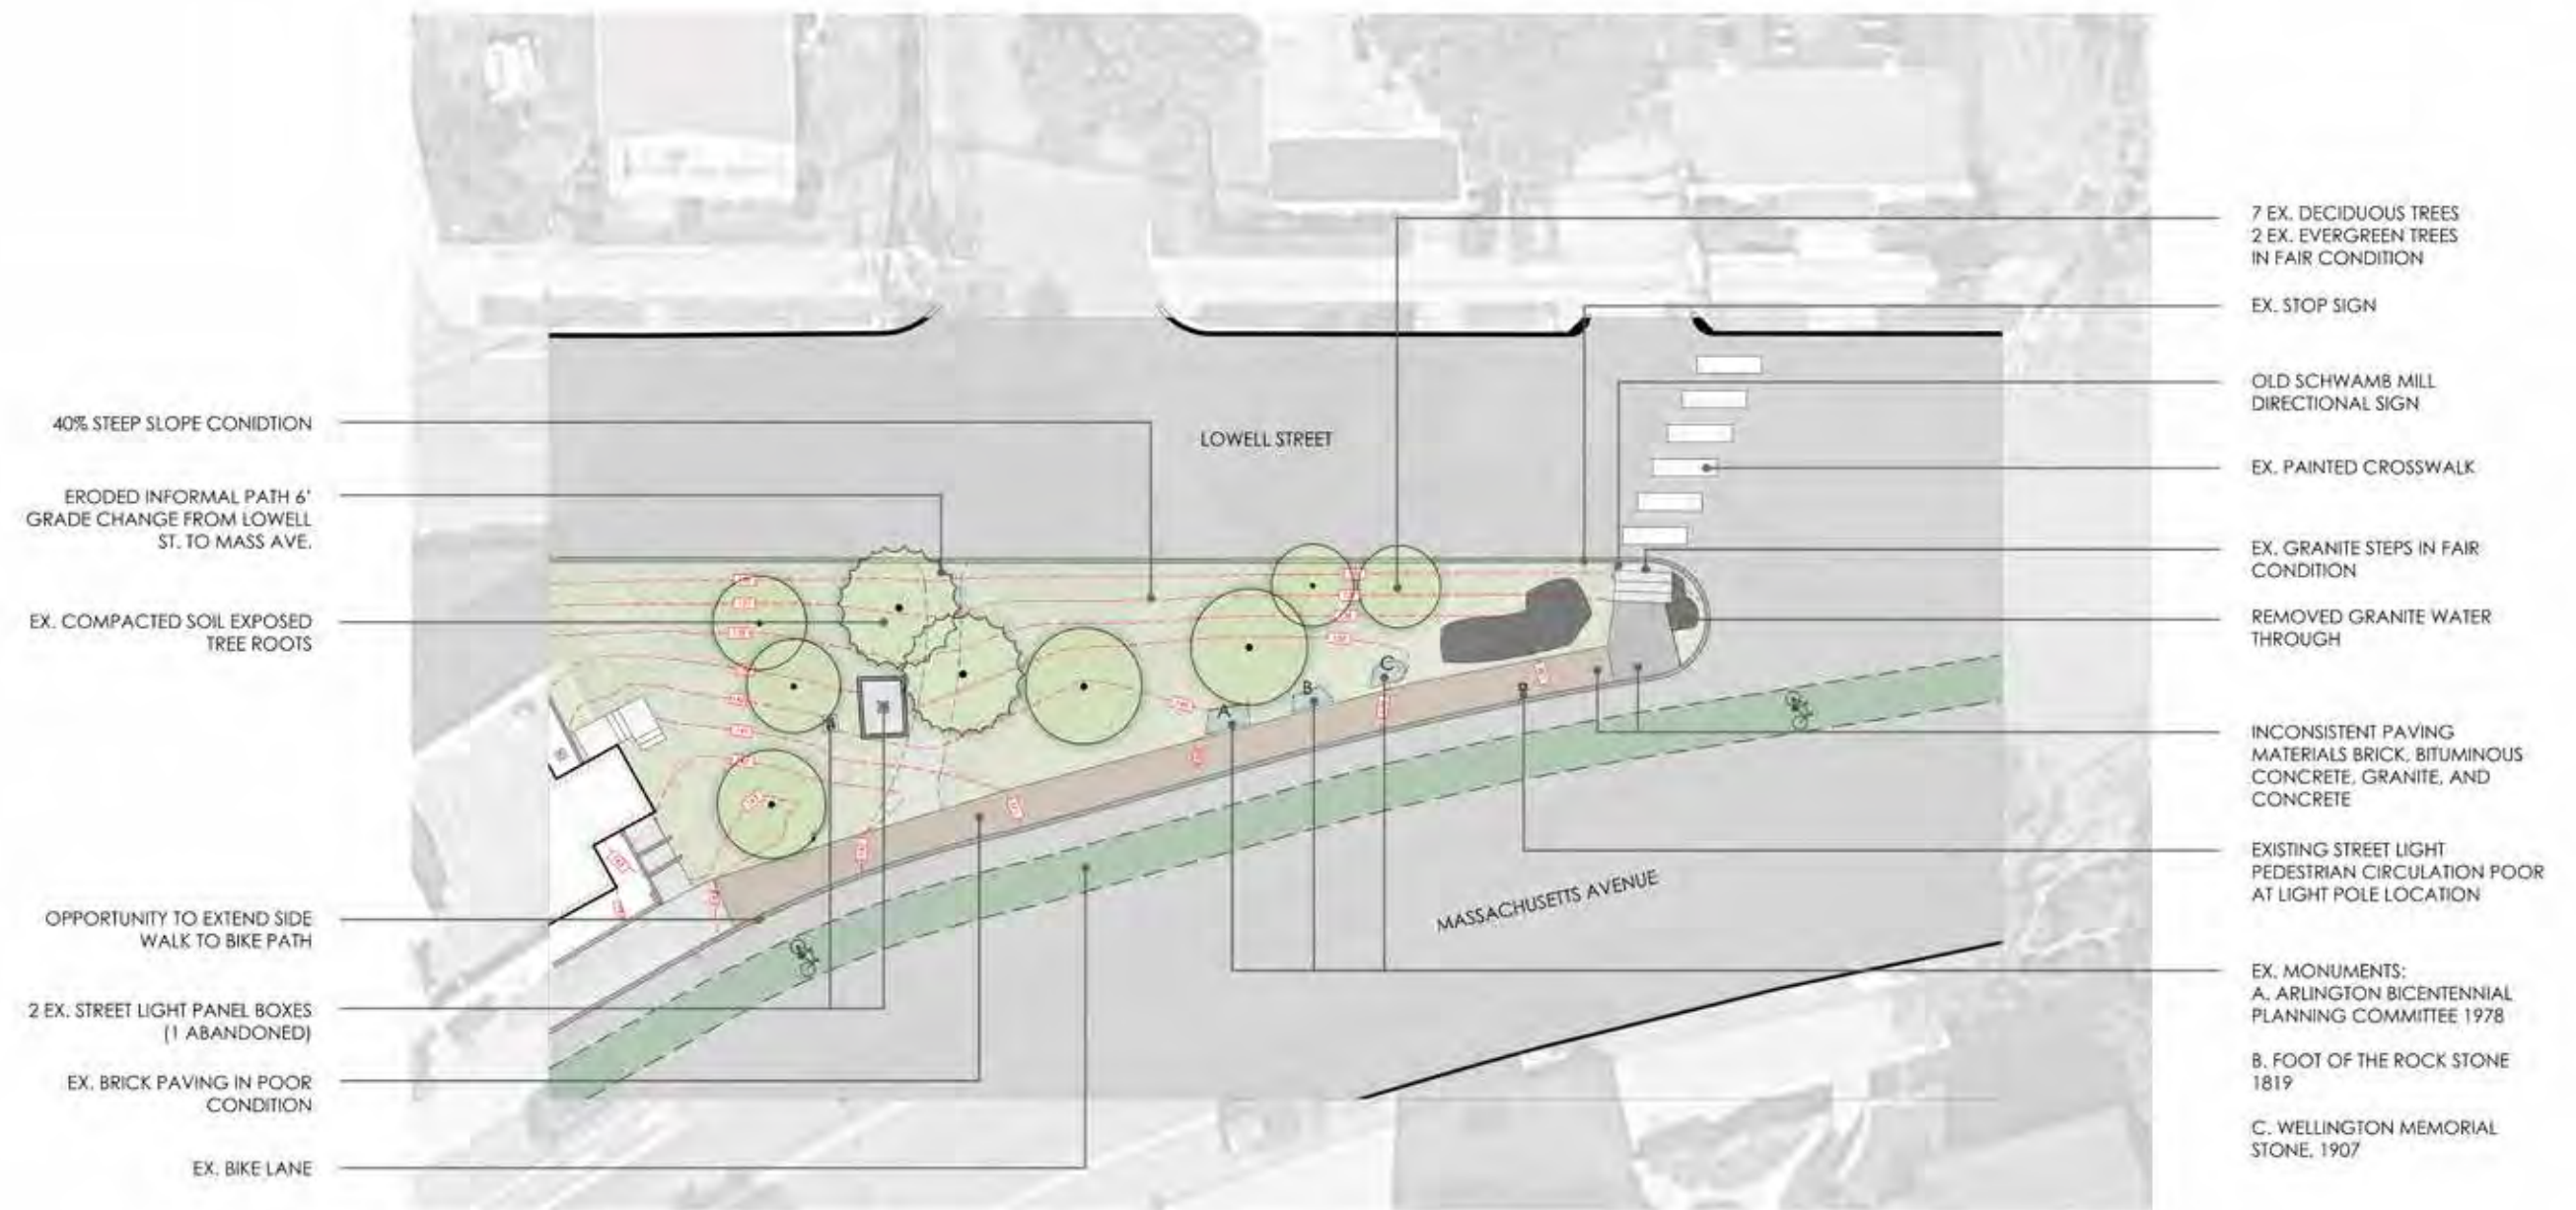 40% STEEP SLOPE CONIDTION
ERODED INFORMAL PATH 6'
GRADE CHANGE FROM LOWELL
ST. TO MASS AVE.
EX. COMPACTED SOIL EXPOSED
TREE ROOTS
OPPORTUNITY TO EXTEND SIDE
WALK TO BIKE PATH
2 EX. STREET LIGHT PANEL BOXES
(1 ABANDONED)
EX. BRICK PAVING IN POOR
CONDITION
EX. BIKE LANE
LOWELL STREET
A
B
C
MASSACHUSETTS AVENUE
7 EX. DECIDUOUS TREES
2 EX. EVERGREEN TREES
IN FAIR CONDITION
EX. STOP SIGN
OLD SCHWAMB MILL
DIRECTIONAL SIGN
EX. PAINTED CROSSWALK
EX. GRANITE STEPS IN FAIR
CONDITION
REMOVED GRANITE WATER
THROUGH
INCONSISTENT PAVING
MATERIALS BRICK, BITUMINOUS
CONCRETE, GRANITE, AND
CONCRETE
EXISTING STREET LIGHT
PEDESTRIAN CIRCULATION POOR
AT LIGHT POLE LOCATION
EX. MONUMENTS:
A. ARLINGTON BICENTENNIAL
PLANNING COMMITTEE 1978
B. FOOT OF THE ROCK STONE
1819
C. WELLINGTON MEMORIAL
STONE, 1907